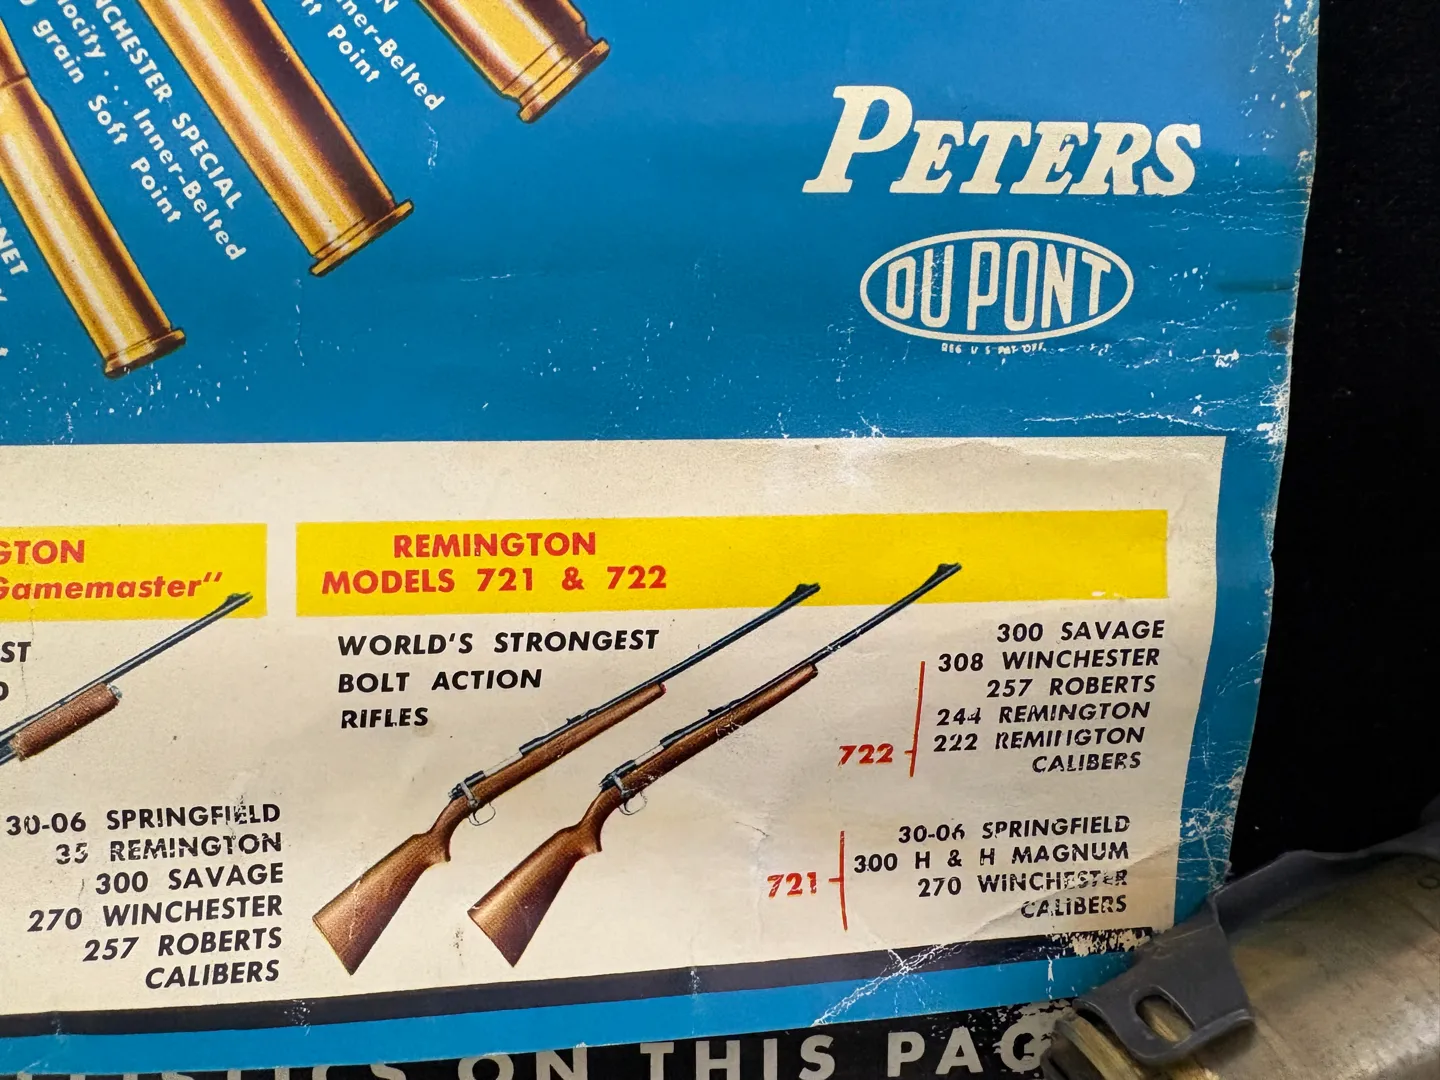 WINCHESTER SPECIAL
Inner-Belted
grain Soft Point
Inner-Belted
Point
PETERS
DU PONT
REG. U. S. PAT. OFF.
Gamemaster"
30-06 SPRINGFIELD
35 REMINGTON
300 SAVAGE
270 WINCHESTER
257 ROBERTS
CALIBERS
REMINGTON
MODELS 721 & 722
WORLD'S STRONGEST
BOLT ACTION
RIFLES
722
300 SAVAGE
308 WINCHESTER
257 ROBERTS
244 REMINGTON
222 REMINGTON
CALIBERS
721
30-06 SPRINGFIELD
300 H & H MAGNUM
270 WINCHESTER
CALIBERS
ON THIS PAG